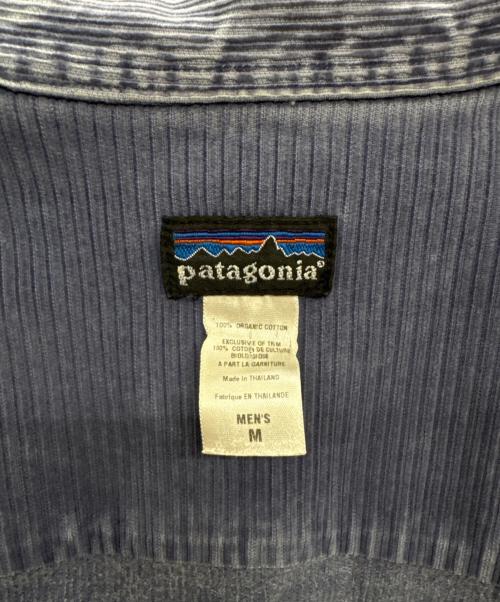 patagonia®
100% ORGANIC COTTON
EXCLUSIVE OF TRIM
100% COTON DE CULTURE
BIOLOGIQUE
A PART LA GARNITURE
Made in THAILAND
Fabrique EN THAILANDE
MEN'S
M